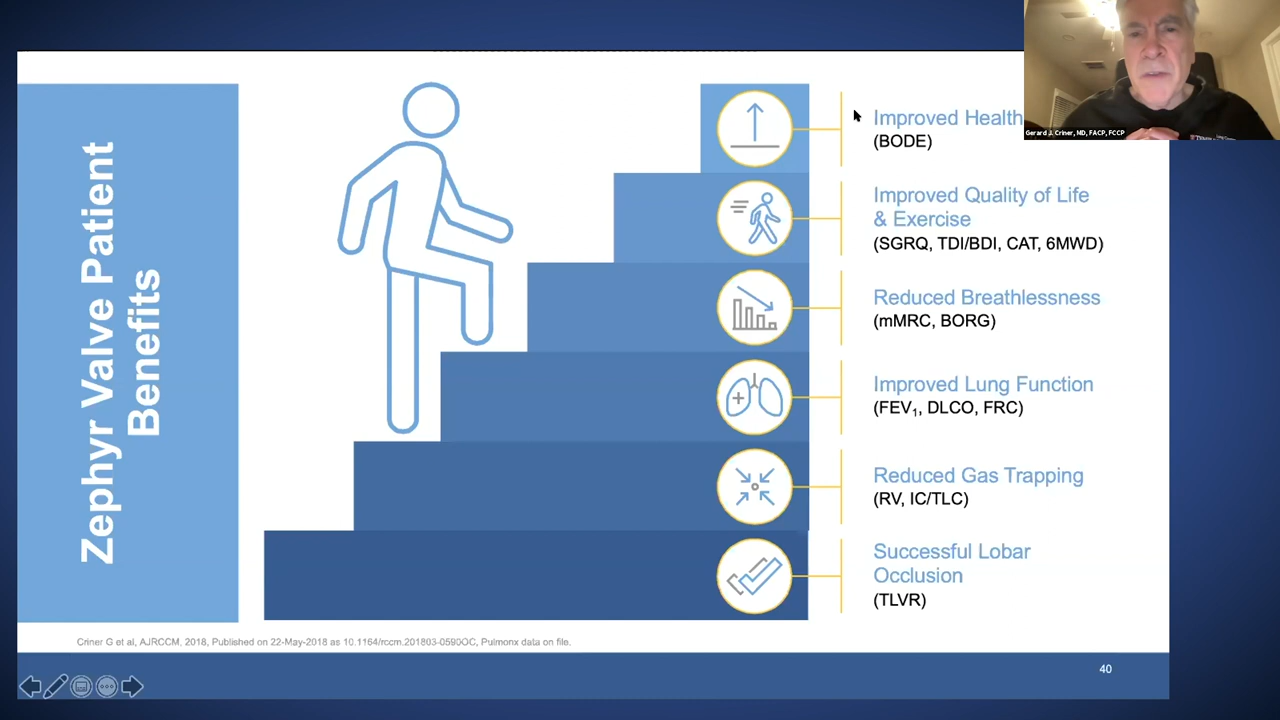 Zephyr Valve Patient
Benefits
Improved Health
(BODE)
Improved Quality of Life
& Exercise
(SGRQ, TDI/BDI, CAT, 6MWD)
Reduced Breathlessness
(mMRC, BORG)
Improved Lung Function
(FEV₁, DLCO, FRC)
Reduced Gas Trapping
(RV, IC/TLC)
Successful Lobar
Occlusion
(TLVR)
Criner G et al, AJRCCM, 2018, Published on 22-May-2018 as 10.1164/rccm.201803-0590OC, Pulmonx data on file.
40
Gerard J. Criner, MD, FACP, FCCP